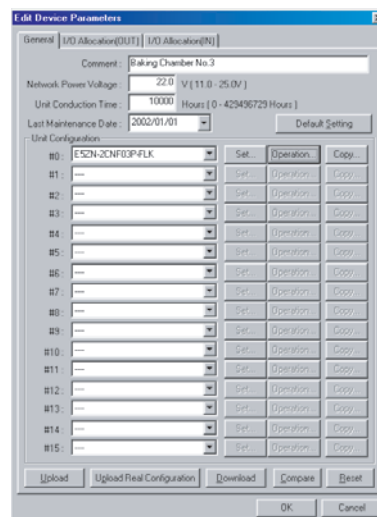 Edit Device Parameters
General I/O Allocation(OUT) I/O Allocation(IN)
Comment : Baking Chamber No.3
Network Power Voltage : 22.0 V ( 11.0 - 25.0V )
Unit Conduction Time : 10000 Hours ( 0 - 429496729 Hours )
Last Maintenance Date : 2002/01/01 Default Setting
Unit Configuration
#0 : E5ZN-2CNF03P-FLK Set... Operation... Copy...
#1 : --- Set... Operation... Copy...
#2 : --- Set... Operation... Copy...
#3 : --- Set... Operation... Copy...
#4 : --- Set... Operation... Copy...
#5 : --- Set... Operation... Copy...
#6 : --- Set... Operation... Copy...
#7 : --- Set... Operation... Copy...
#8 : --- Set... Operation... Copy...
#9 : --- Set... Operation... Copy...
#10 : --- Set... Operation... Copy...
#11 : --- Set... Operation... Copy...
#12 : --- Set... Operation... Copy...
#13 : --- Set... Operation... Copy...
#14 : --- Set... Operation... Copy...
#15 : --- Set... Operation... Copy...
Upload Upload Real Configuration Download Compare Reset
OK Cancel